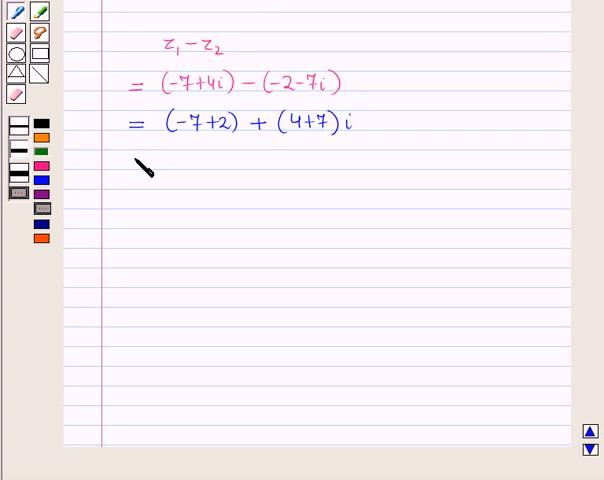 z₁ - z₂
= (-7+4i) - (-2-7i)
= (-7+2) + (4+7)i